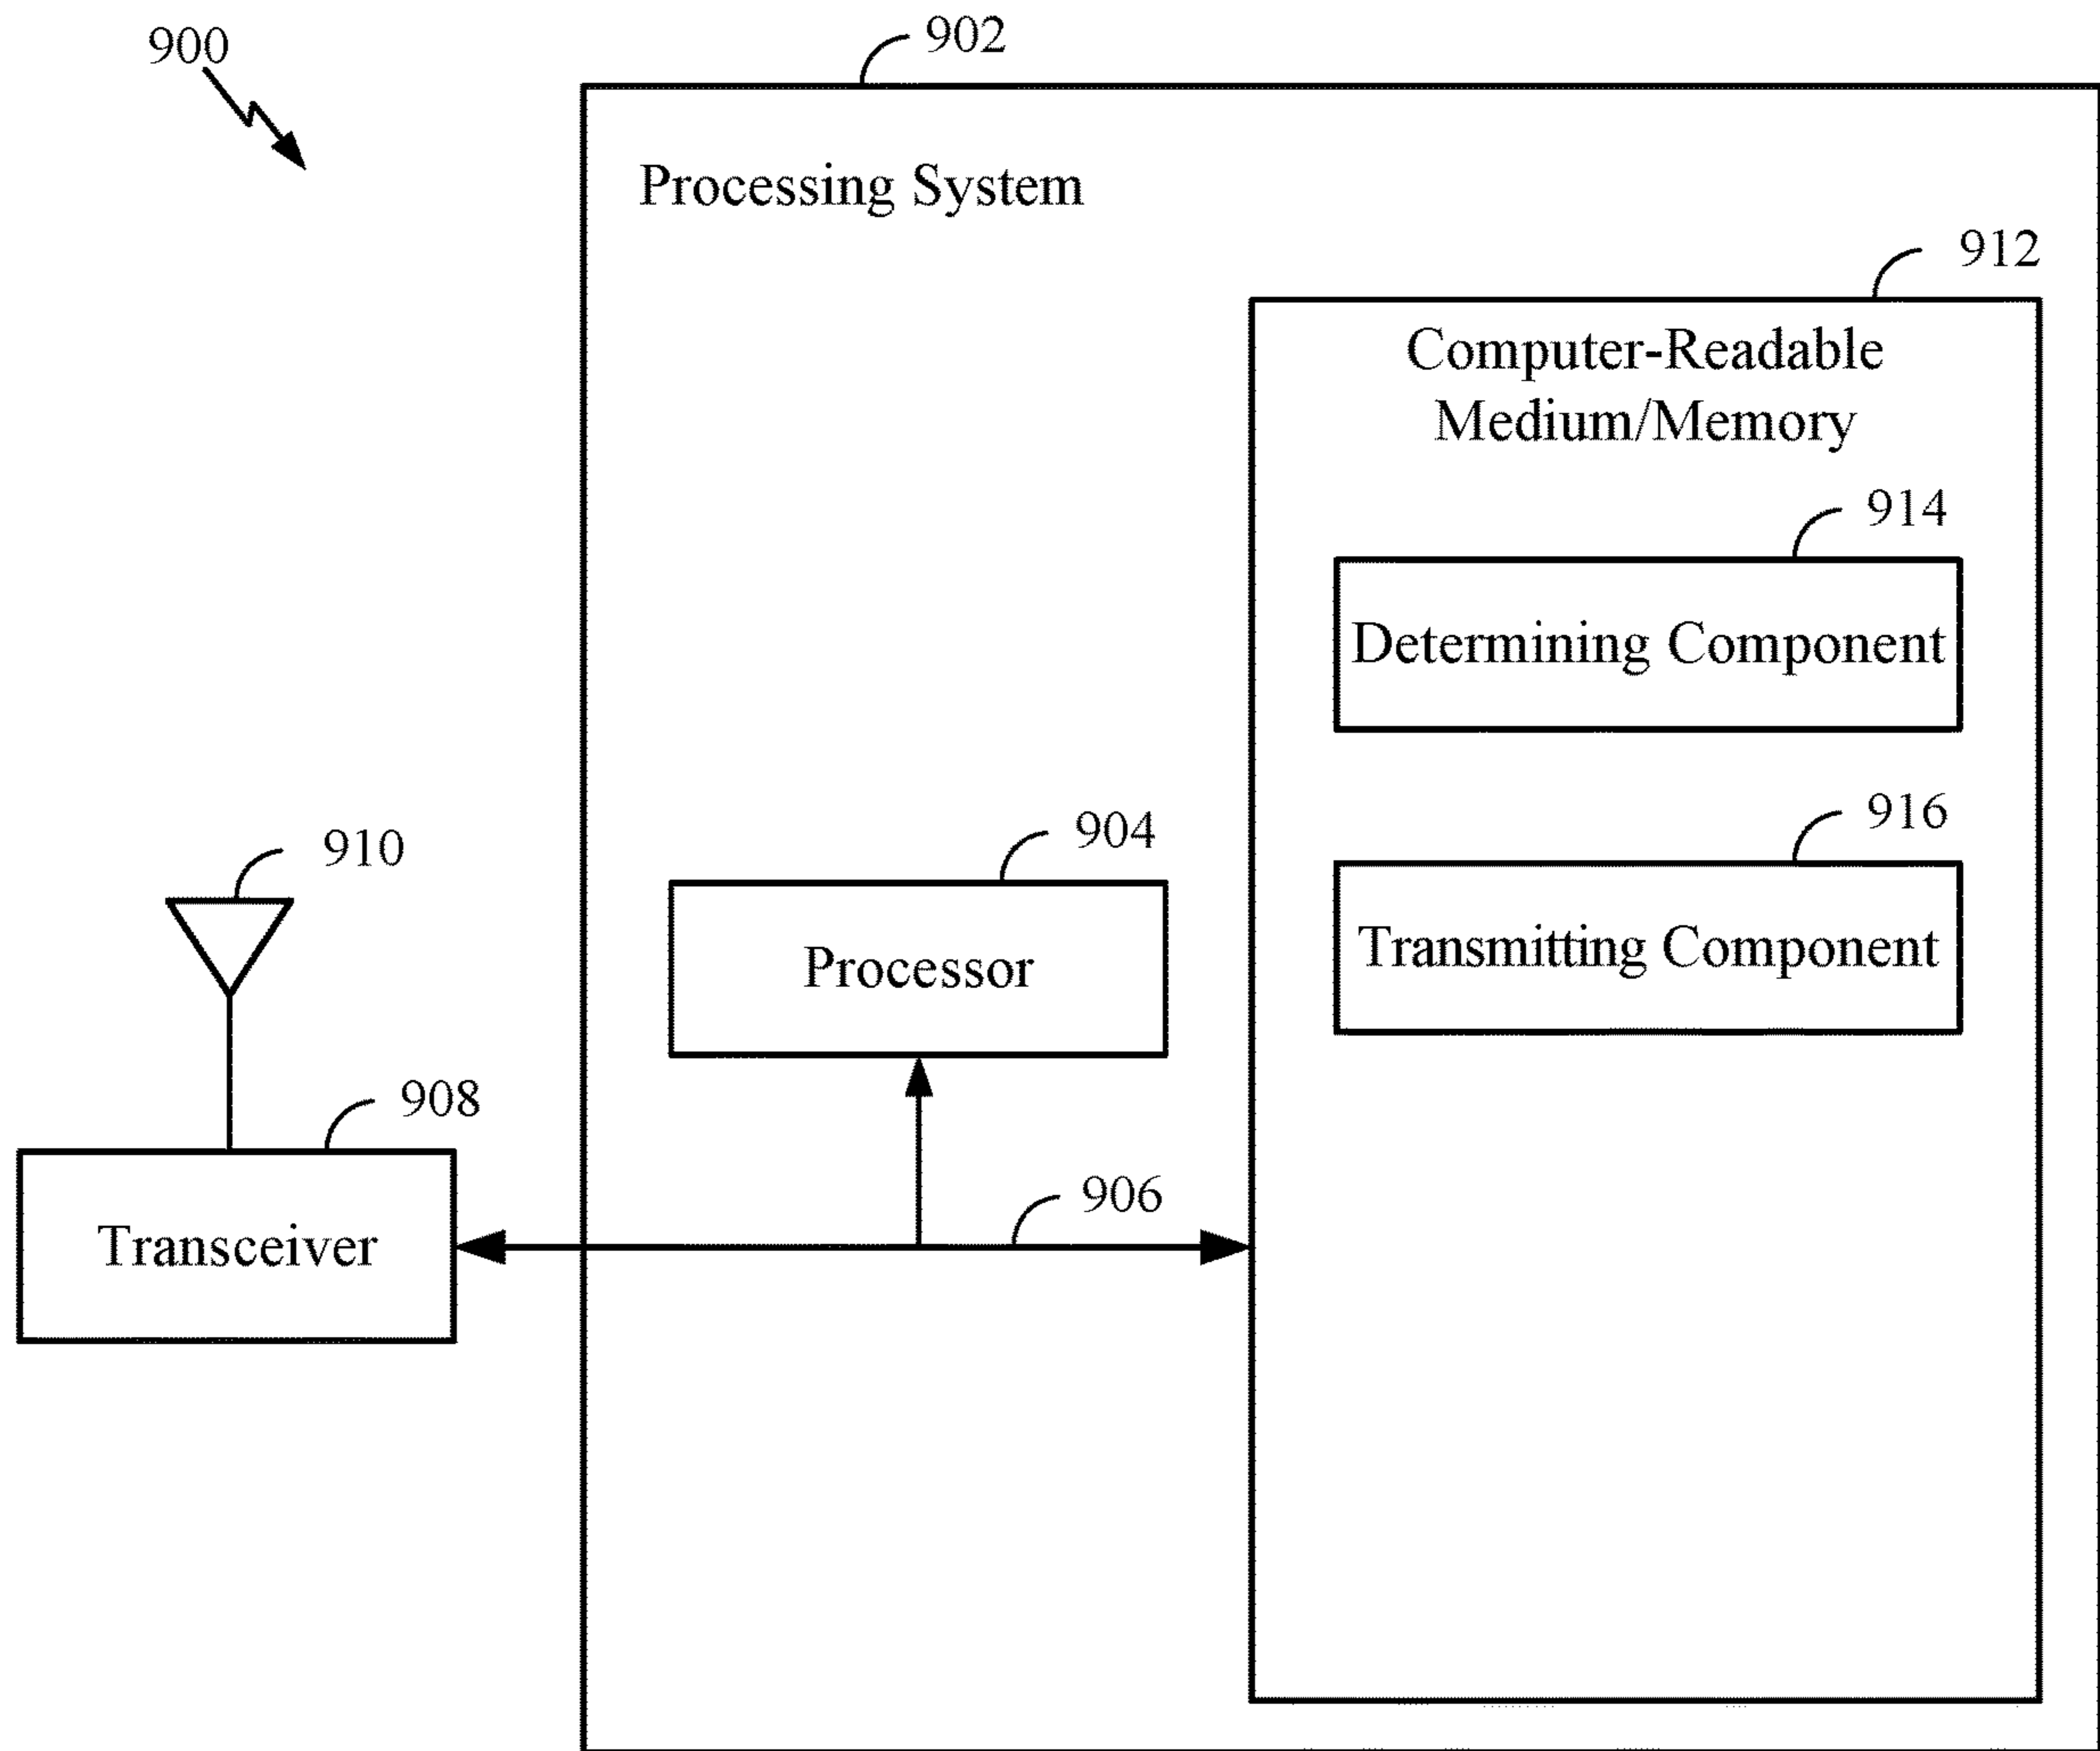 900
902
Processing System
912
Computer-Readable
Medium/Memory
914
Determining Component
904
916
910
Processor
Transmitting Component
908
906
Transceiver